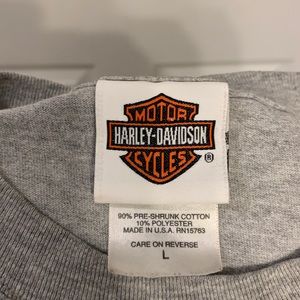 MOTOR
HARLEY-DAVIDSON
CYCLES ®
90% PRE-SHRUNK COTTON
10% POLYESTER
MADE IN U.S.A. RN15763
CARE ON REVERSE
L